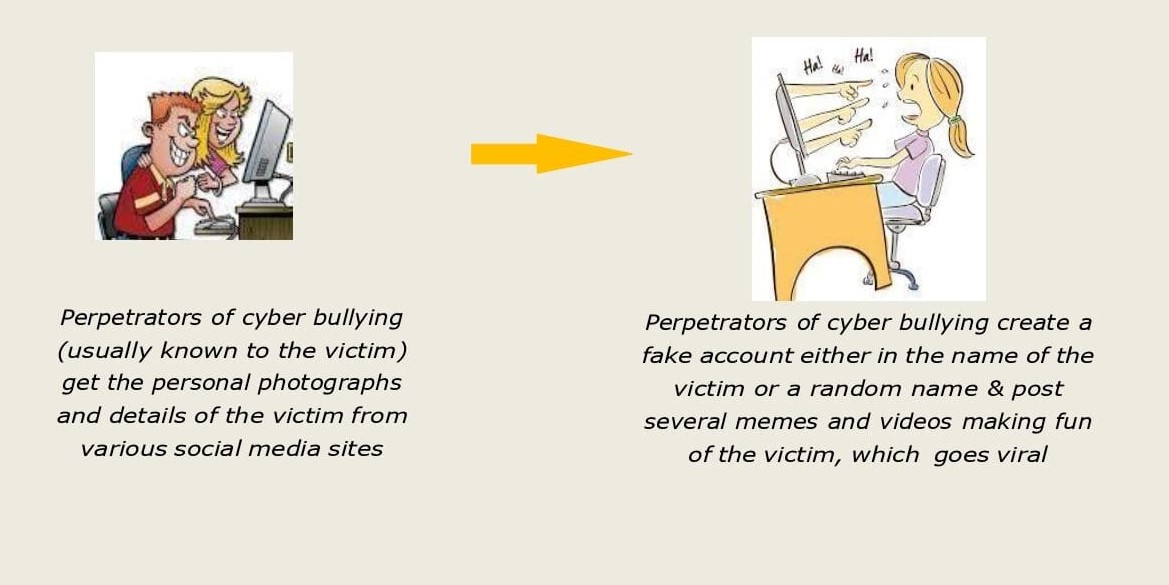 Ha!
Ha!
Ha!
Perpetrators of cyber bullying
(usually known to the victim)
get the personal photographs
and details of the victim from
various social media sites
Perpetrators of cyber bullying create a
fake account either in the name of the
victim or a random name & post
several memes and videos making fun
of the victim, which goes viral